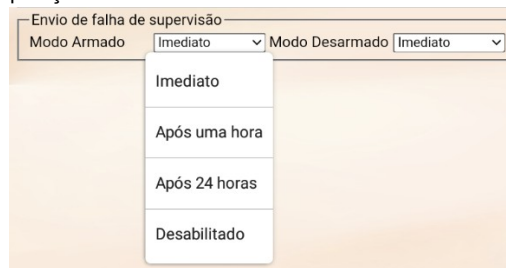 Envio de falha de supervisão
Modo Armado Imediato Modo Desarmado Imediato
Imediato
Após uma hora
Após 24 horas
Desabilitado